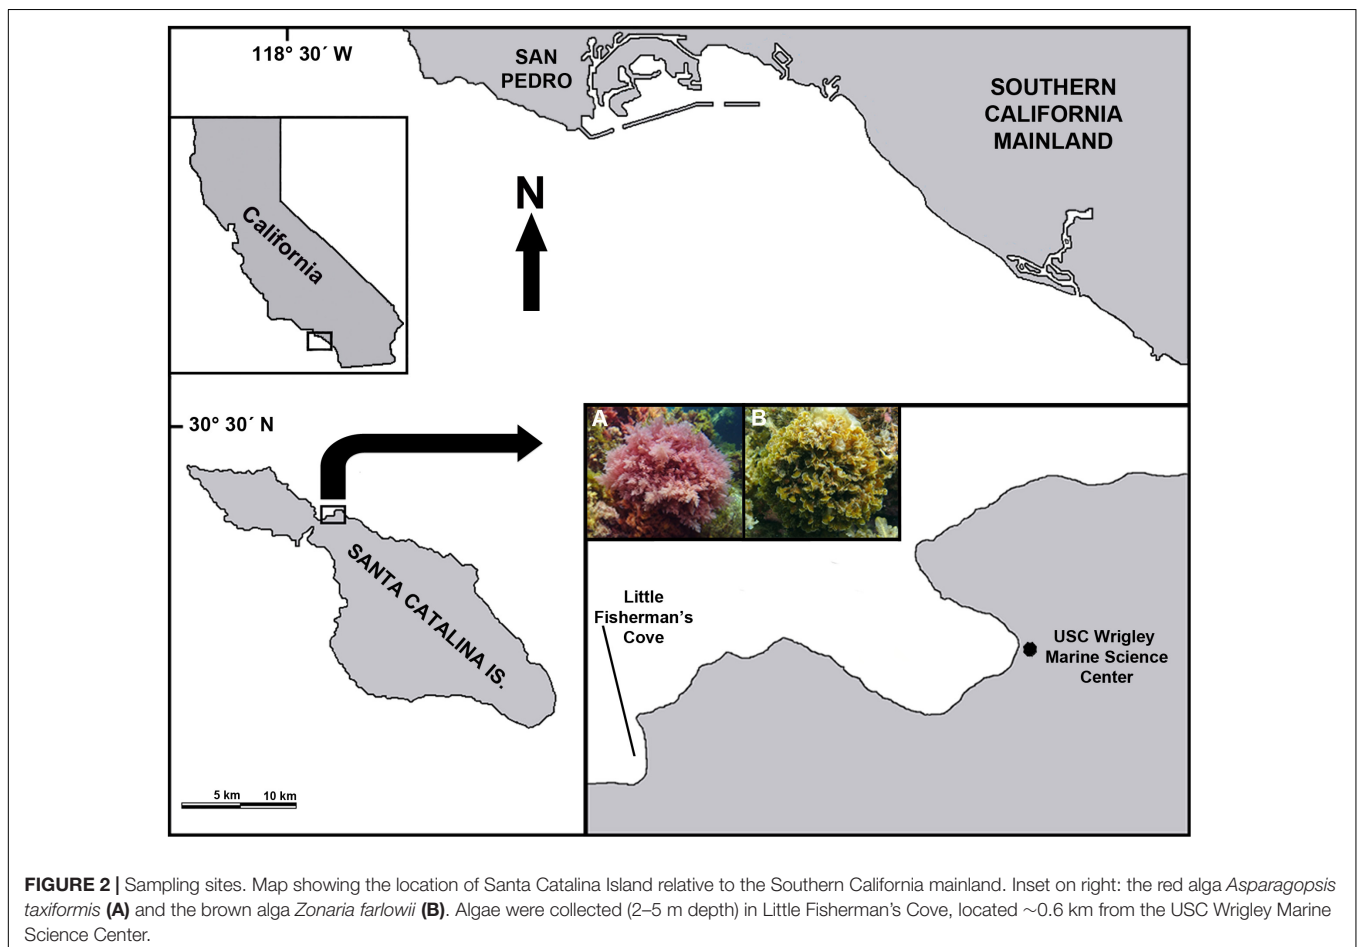 118° 30´ W
SAN
PEDRO
SOUTHERN
CALIFORNIA
MAINLAND
N
California
30° 30´ N
A
B
SANTA CATALINA IS.
Little
Fisherman's
Cove
USC Wrigley
Marine Science
Center
5 km 10 km
FIGURE 2 | Sampling sites. Map showing the location of Santa Catalina Island relative to the Southern California mainland. Inset on right: the red alga Asparagopsis
taxiformis (A) and the brown alga Zonaria farlowii (B). Algae were collected (2–5 m depth) in Little Fisherman's Cove, located ∼0.6 km from the USC Wrigley Marine
Science Center.